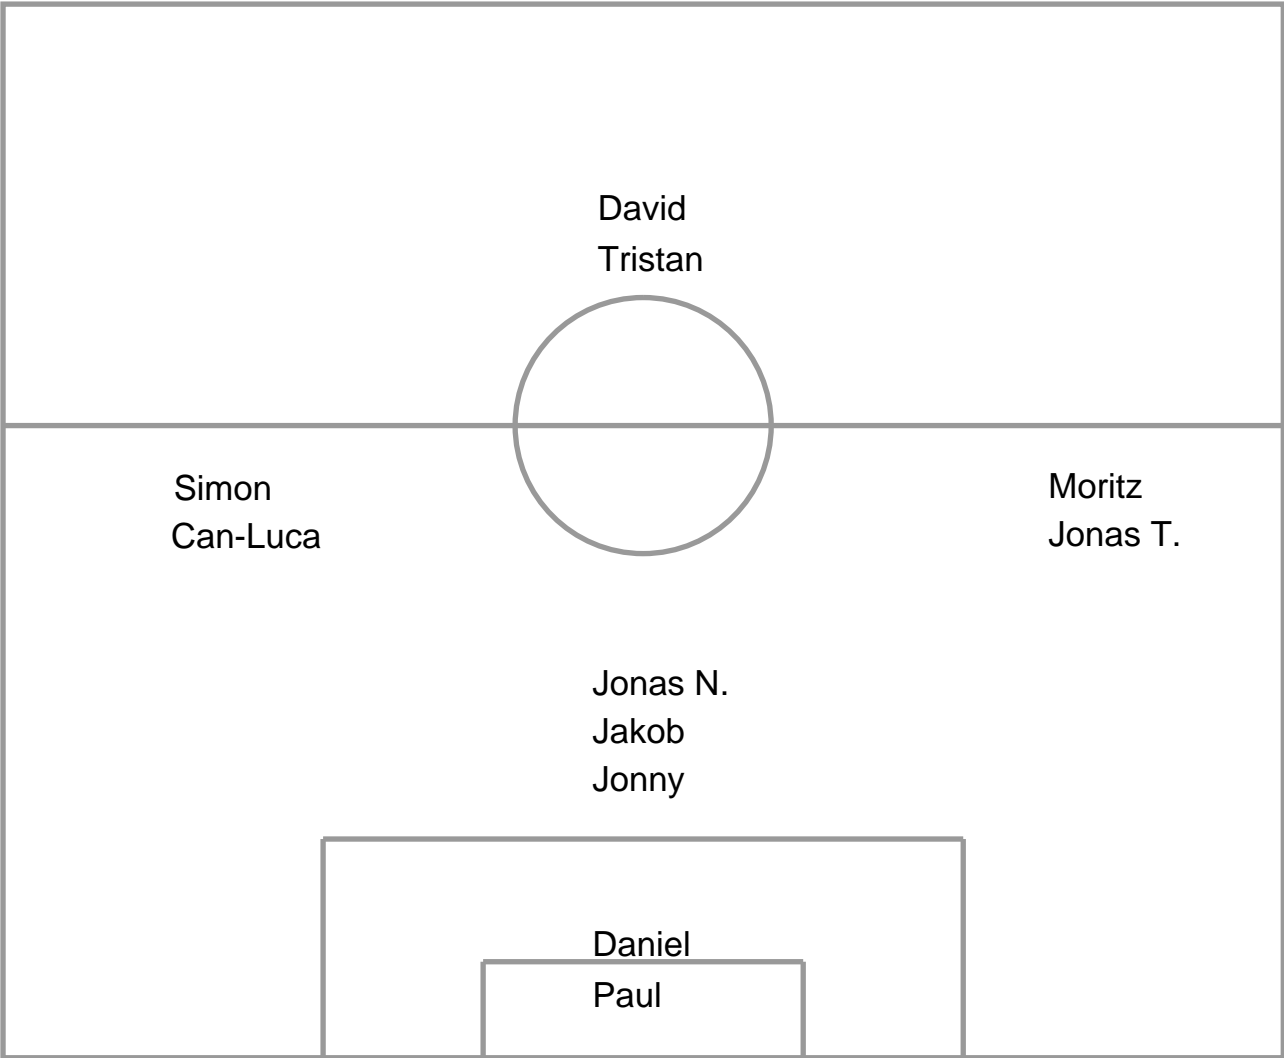 David
Tristan
Simon
Can-Luca
Moritz
Jonas T.
Jonas N.
Jakob
Jonny
Daniel
Paul